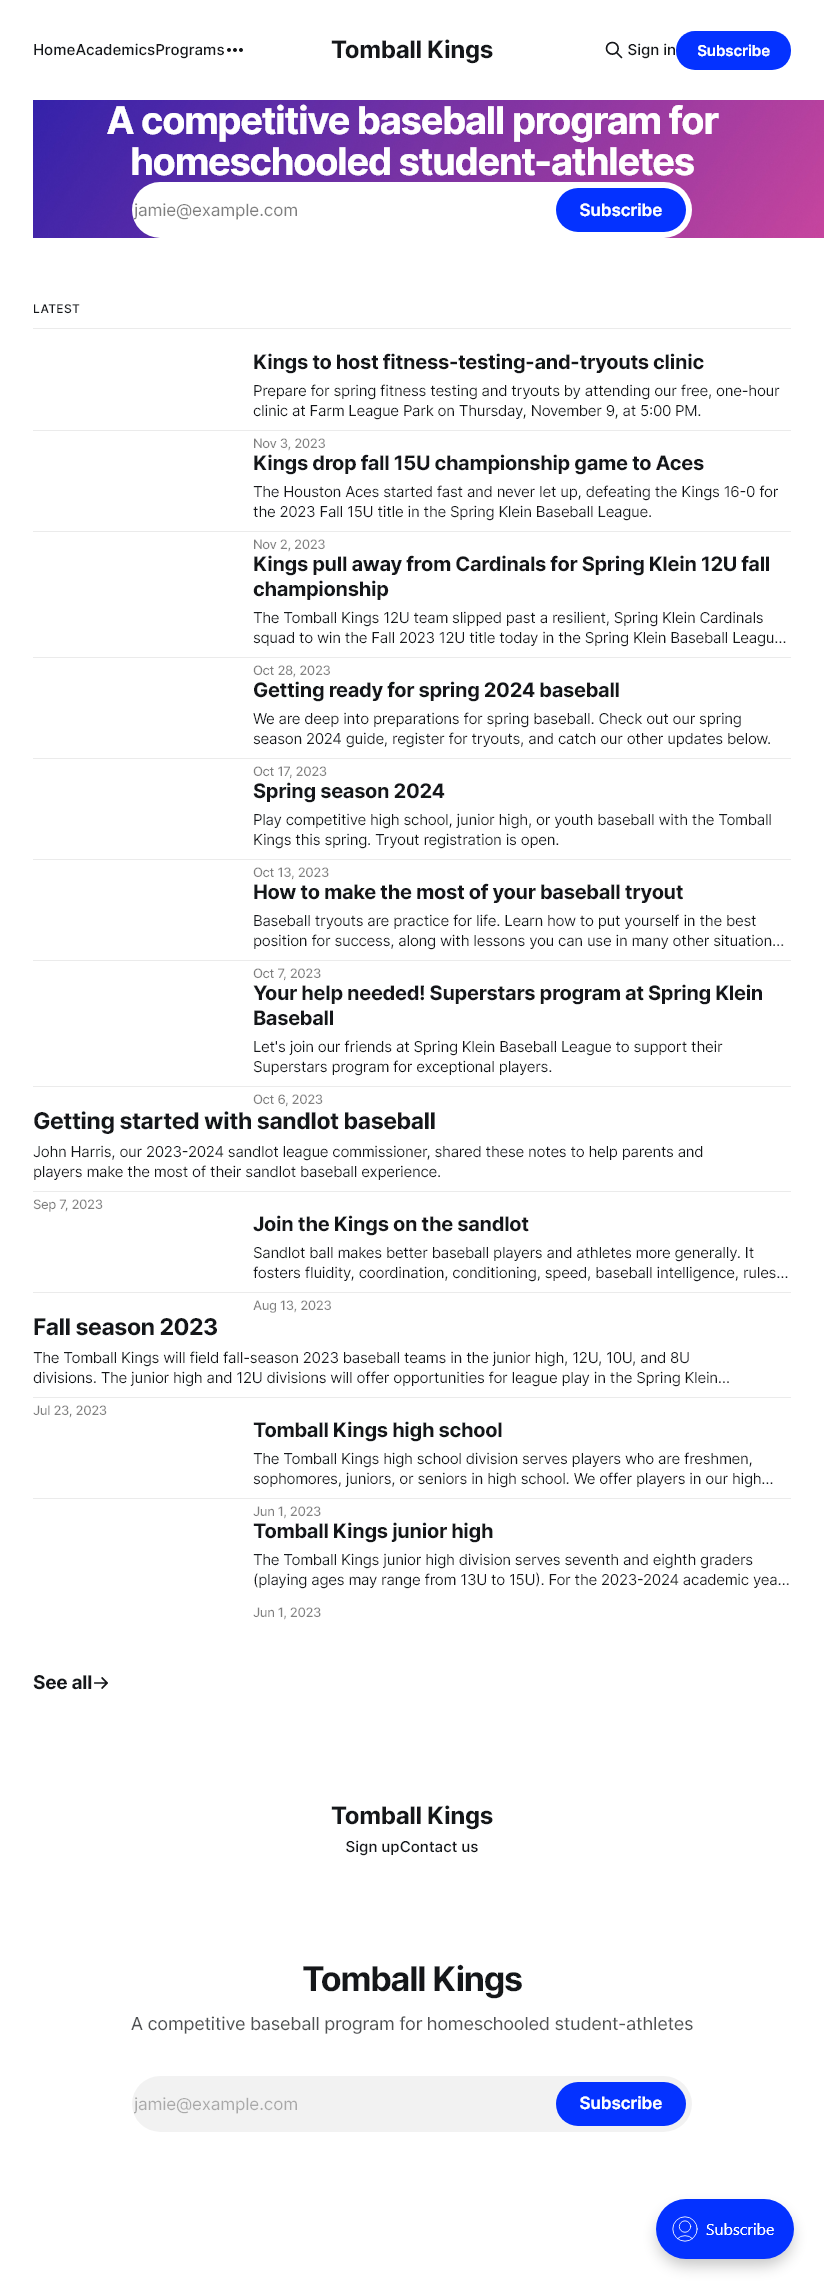 Home Academics Programs •••
Tomball Kings
Sign in Subscribe
A competitive baseball program for
homeschooled student-athletes
jamie@example.com Subscribe
LATEST
Kings to host fitness-testing-and-tryouts clinic
Prepare for spring fitness testing and tryouts by attending our free, one-hour
clinic at Farm League Park on Thursday, November 9, at 5:00 PM.
Nov 3, 2023
Kings drop fall 15U championship game to Aces
The Houston Aces started fast and never let up, defeating the Kings 16-0 for
the 2023 Fall 15U title in the Spring Klein Baseball League.
Nov 2, 2023
Kings pull away from Cardinals for Spring Klein 12U fall
championship
The Tomball Kings 12U team slipped past a resilient, Spring Klein Cardinals
squad to win the Fall 2023 12U title today in the Spring Klein Baseball Leagu...
Oct 28, 2023
Getting ready for spring 2024 baseball
We are deep into preparations for spring baseball. Check out our spring
season 2024 guide, register for tryouts, and catch our other updates below.
Oct 17, 2023
Spring season 2024
Play competitive high school, junior high, or youth baseball with the Tomball
Kings this spring. Tryout registration is open.
Oct 13, 2023
How to make the most of your baseball tryout
Baseball tryouts are practice for life. Learn how to put yourself in the best
position for success, along with lessons you can use in many other situation...
Oct 7, 2023
Your help needed! Superstars program at Spring Klein
Baseball
Let's join our friends at Spring Klein Baseball League to support their
Superstars program for exceptional players.
Oct 6, 2023
Getting started with sandlot baseball
John Harris, our 2023-2024 sandlot league commissioner, shared these notes to help parents and
players make the most of their sandlot baseball experience.
Sep 7, 2023
Join the Kings on the sandlot
Sandlot ball makes better baseball players and athletes more generally. It
fosters fluidity, coordination, conditioning, speed, baseball intelligence, rules...
Aug 13, 2023
Fall season 2023
The Tomball Kings will field fall-season 2023 baseball teams in the junior high, 12U, 10U, and 8U
divisions. The junior high and 12U divisions will offer opportunities for league play in the Spring Klein...
Jul 23, 2023
Tomball Kings high school
The Tomball Kings high school division serves players who are freshmen,
sophomores, juniors, or seniors in high school. We offer players in our high...
Jun 1, 2023
Tomball Kings junior high
The Tomball Kings junior high division serves seventh and eighth graders
(playing ages may range from 13U to 15U). For the 2023-2024 academic yea...
Jun 1, 2023
See all→
Tomball Kings
Sign up Contact us
Tomball Kings
A competitive baseball program for homeschooled student-athletes
jamie@example.com Subscribe
Subscribe